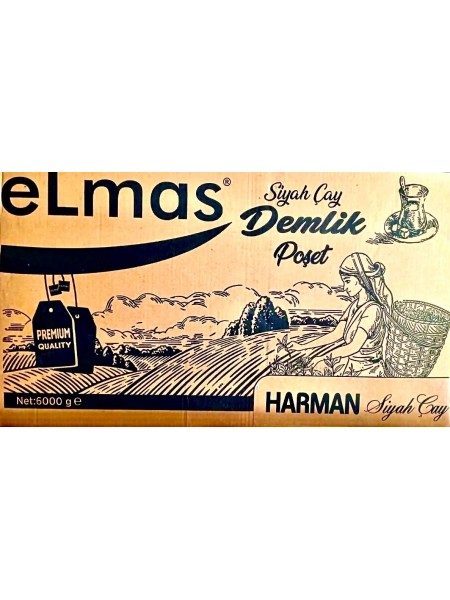 eLmas®
Siyah Çay
Demlik
Poşet
PREMIUM
QUALITY
Net:6000 g ℮
HARMAN Siyah Çay